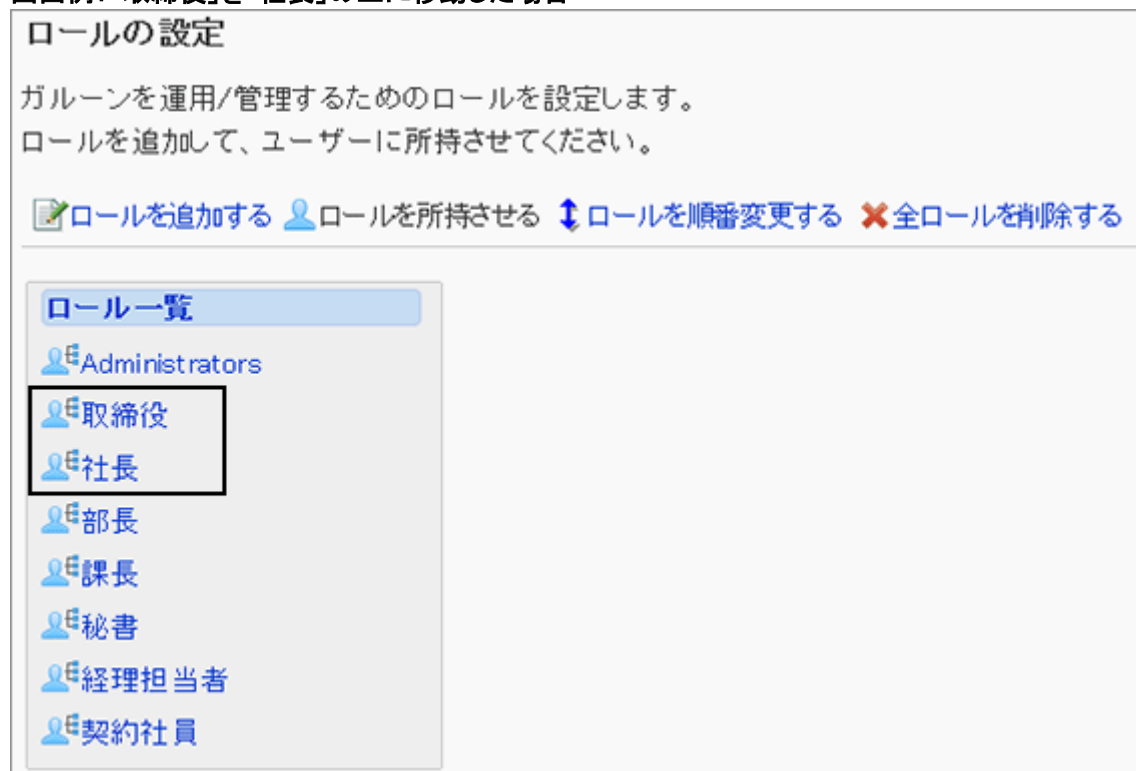 ロールの設定
ガルーンを運用/管理するためのロールを設定します。
ロールを追加して、ユーザーに所持させてください。
ロールを追加する ロールを所持させる ロールを順番変更する 全ロールを削除する
ロール一覧
Administrators
取締役
社長
部長
課長
秘書
経理担当者
契約社員